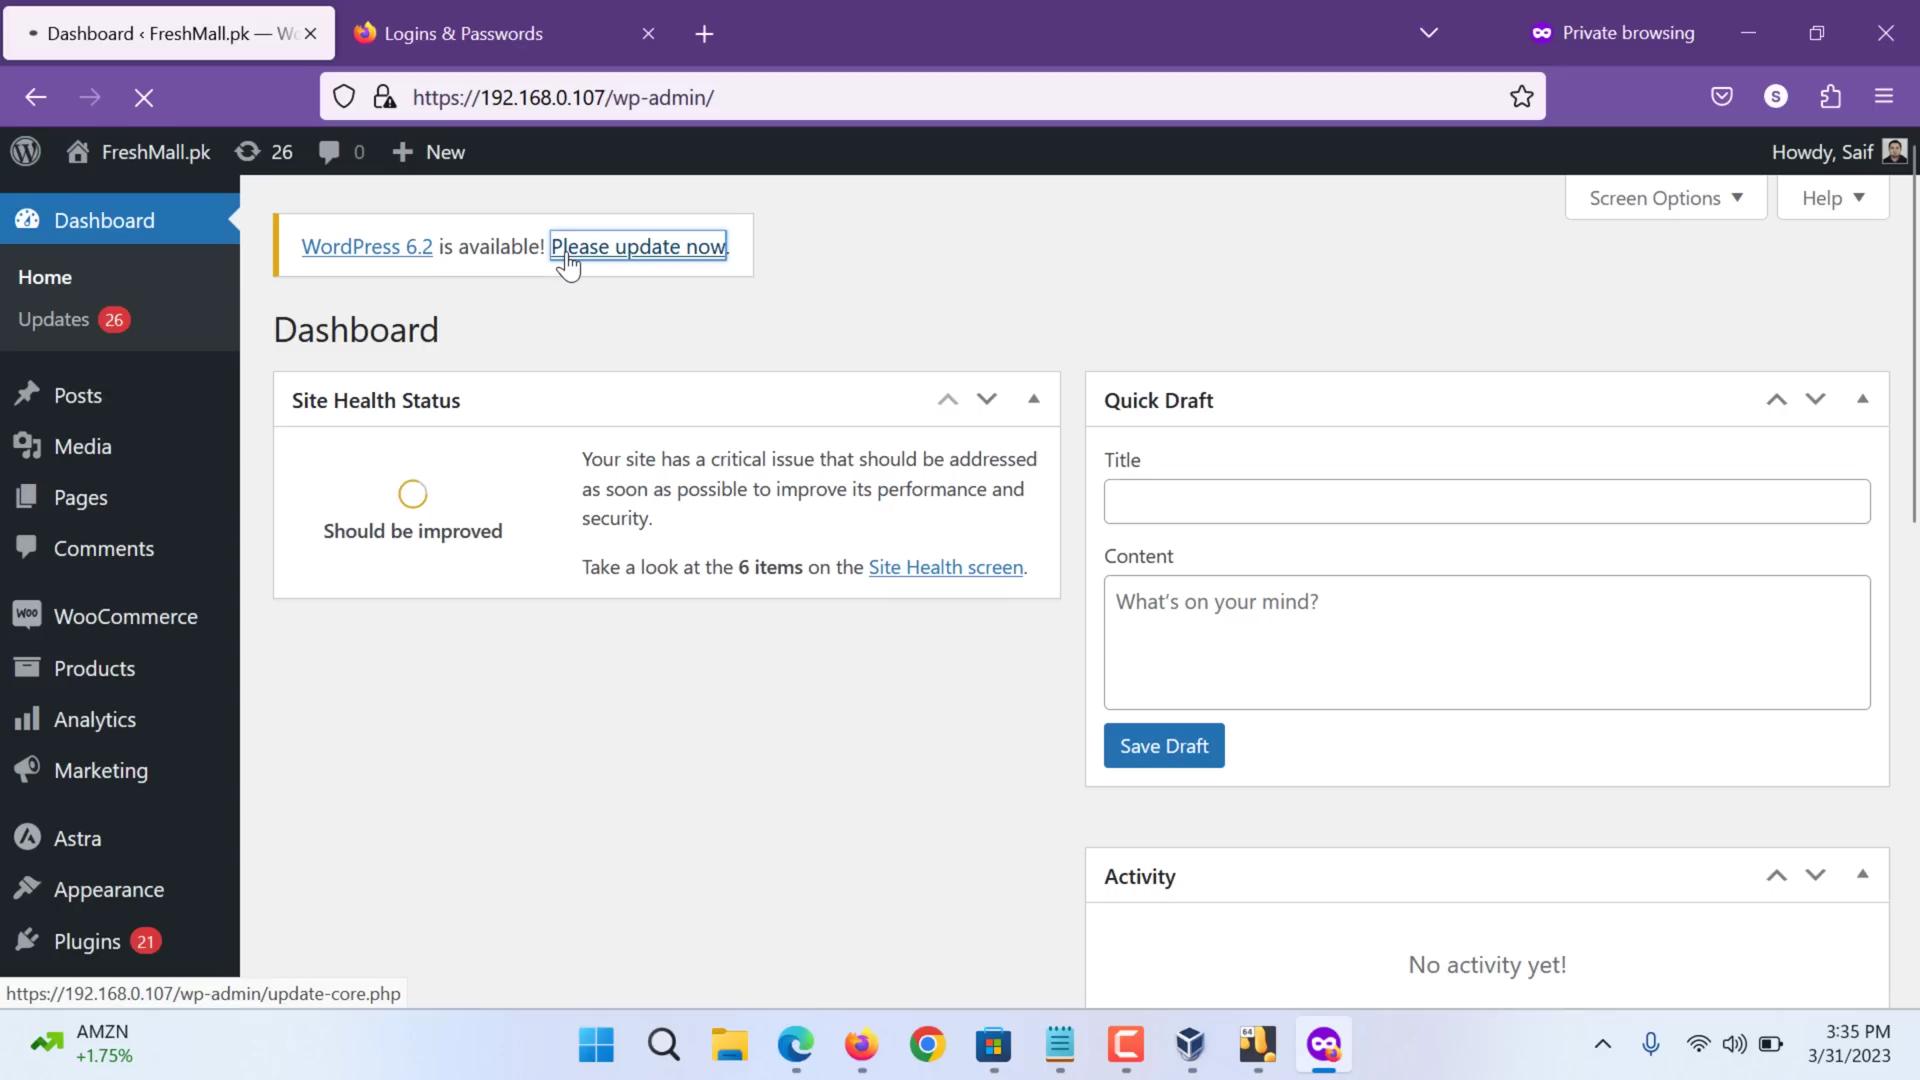 Dashboard ‹ FreshMall.pk — Wo
Logins & Passwords
Private browsing
https://192.168.0.107/wp-admin/
S
FreshMall.pk
26
0
New
Howdy, Saif
Dashboard
Home
Updates 26
Posts
Media
Pages
Comments
WOO
WooCommerce
Products
Analytics
Marketing
Astra
Appearance
Plugins 21
Screen Options
Help
WordPress 6.2 is available! Please update now.
Dashboard
Site Health Status
Should be improved
Your site has a critical issue that should be addressed
as soon as possible to improve its performance and
security.
Take a look at the 6 items on the Site Health screen.
Quick Draft
Title
Content
What's on your mind?
Save Draft
Activity
No activity yet!
https://192.168.0.107/wp-admin/update-core.php
AMZN
+1.75%
64
3:35 PM
3/31/2023